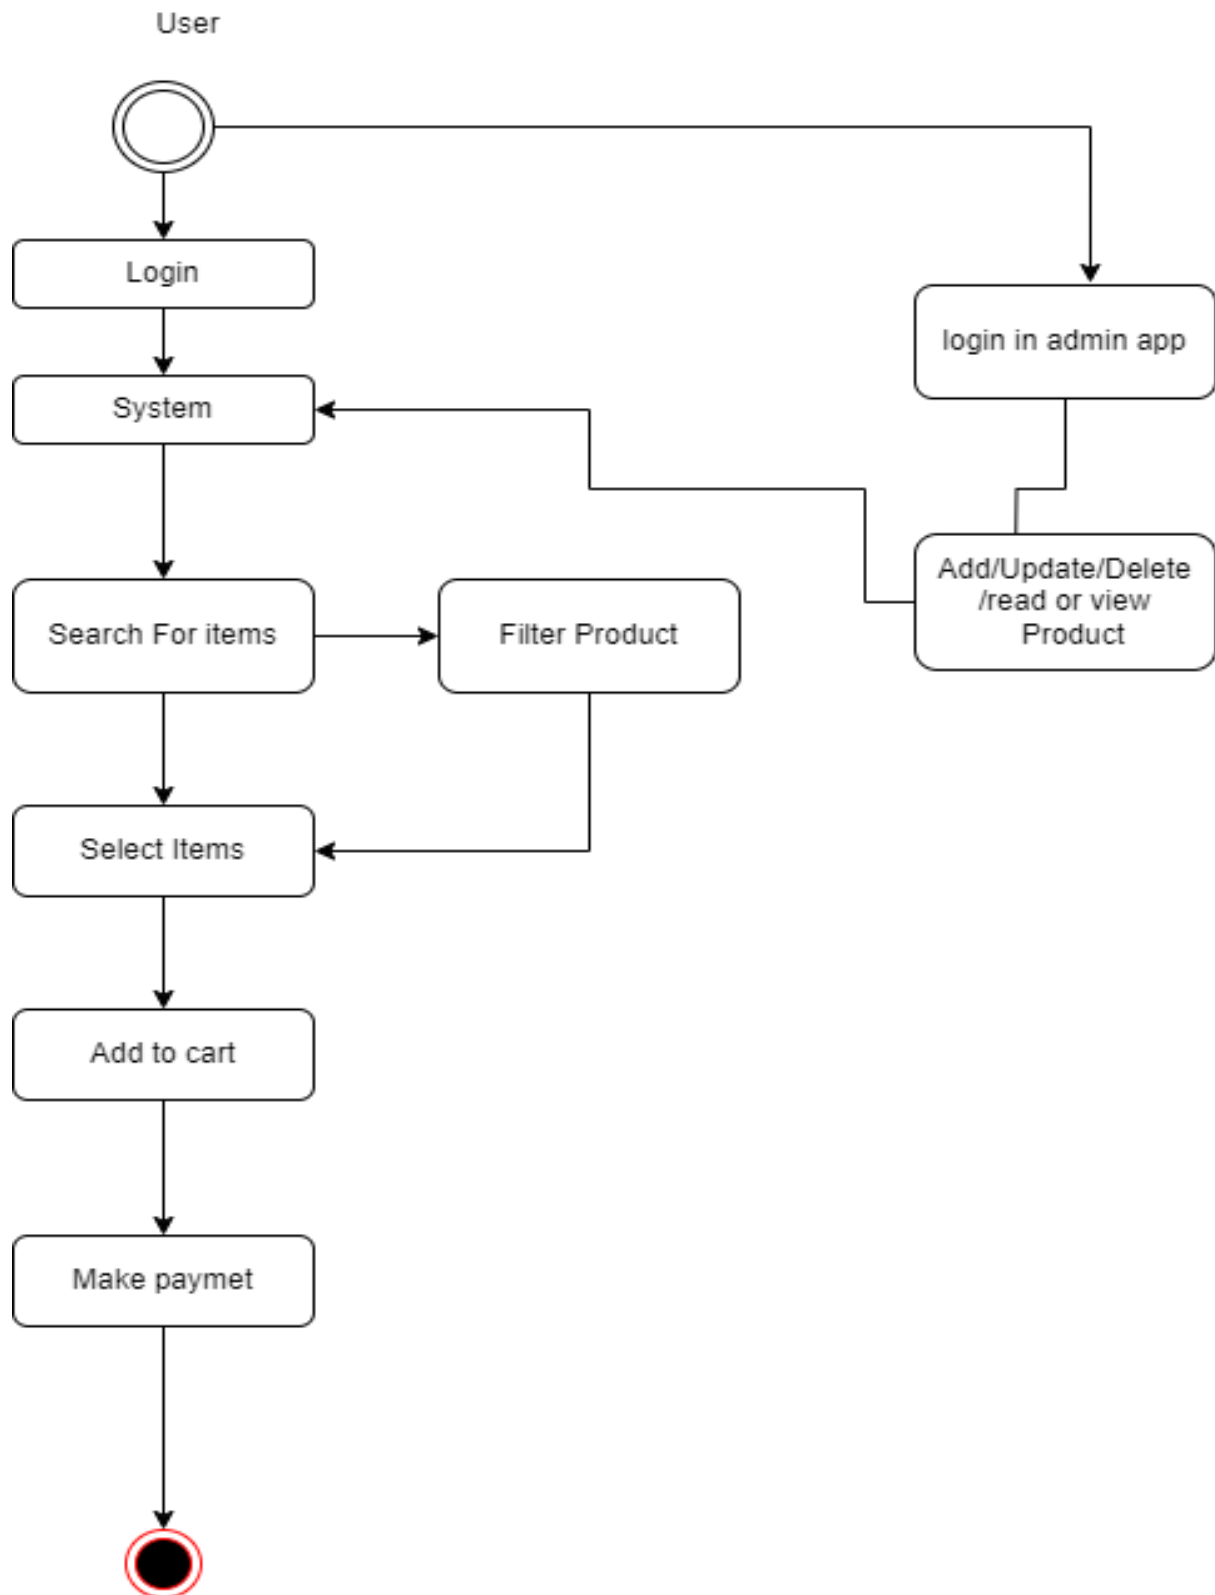 User
Login
login in admin app
System
Add/Update/Delete
/read or view
Product
Search For items
Filter Product
Select Items
Add to cart
Make paymet